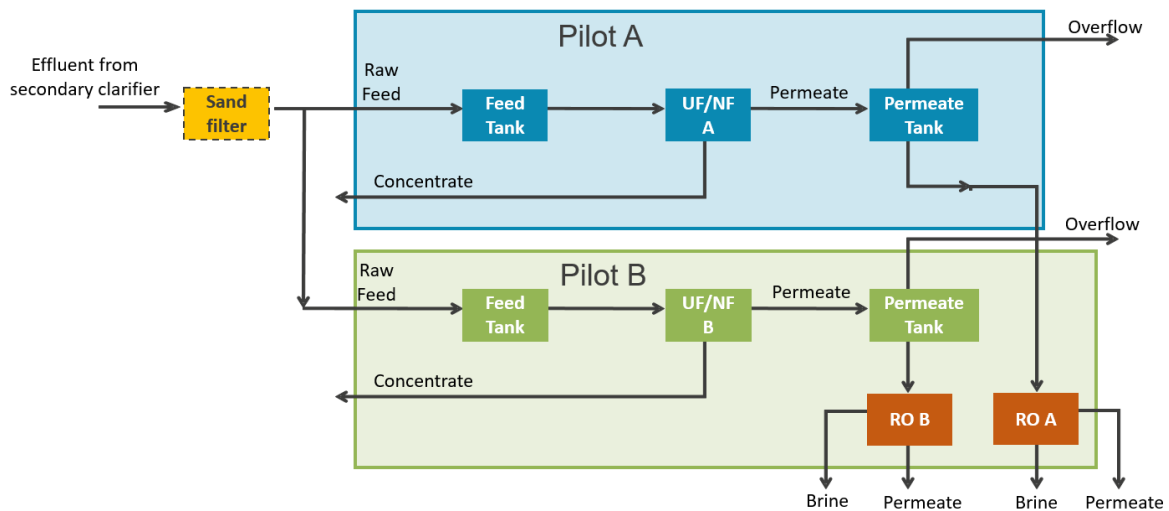 Pilot A
Overflow
Effluent from
secondary clarifier
Sand
filter
Raw
Feed
Feed
Tank
UF/NF
A
Permeate
Permeate
Tank
Concentrate
Overflow
Pilot B
Raw
Feed
Feed
Tank
UF/NF
B
Permeate
Permeate
Tank
Concentrate
RO B
RO A
Brine
Permeate
Brine
Permeate